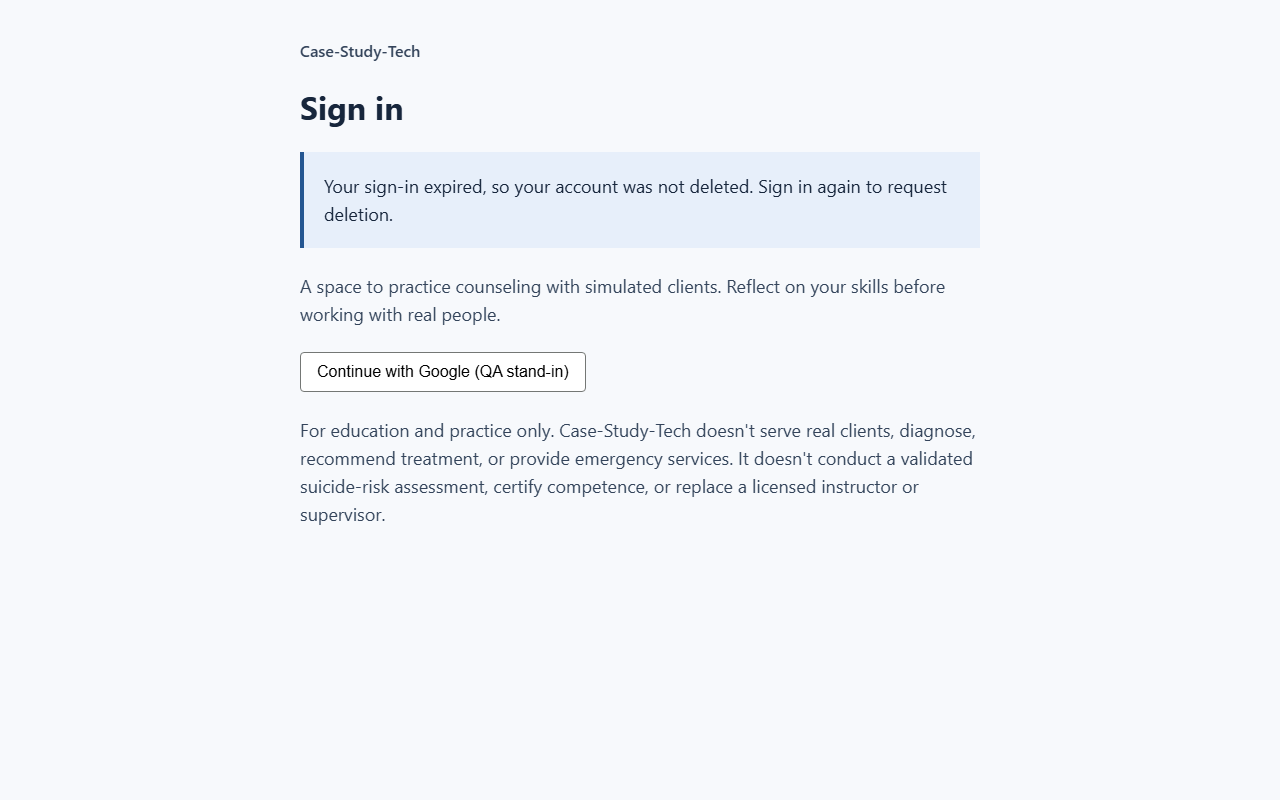 Case-Study-Tech
Sign in
Your sign-in expired, so your account was not deleted. Sign in again to request
deletion.
A space to practice counseling with simulated clients. Reflect on your skills before
working with real people.
Continue with Google (QA stand-in)
For education and practice only. Case-Study-Tech doesn't serve real clients, diagnose,
recommend treatment, or provide emergency services. It doesn't conduct a validated
suicide-risk assessment, certify competence, or replace a licensed instructor or
supervisor.